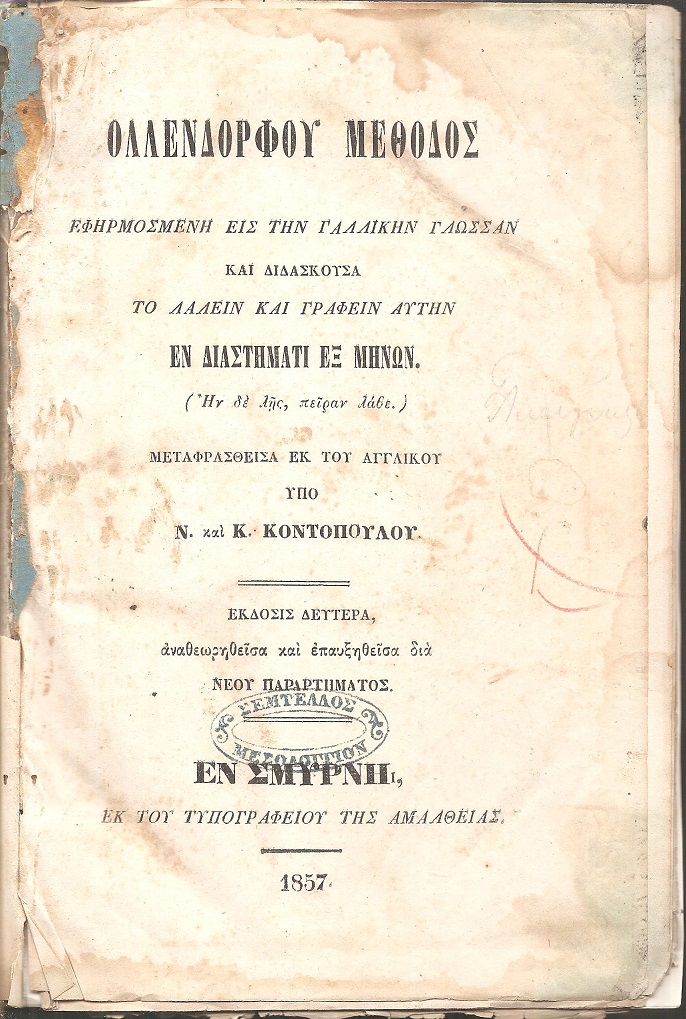 ΟΛΛΕΝΔΟΡΦΟΥ ΜΕΘΟΔΟΣ
ΕΦΗΡΜΟΣΜΕΝΗ ΕΙΣ ΤΗΝ ΓΑΛΛΙΚΗΝ ΓΛΩΣΣΑΝ
ΚΑΙ ΔΙΔΑΣΚΟΥΣΑ
ΤΟ ΛΑΛΕΙΝ ΚΑΙ ΓΡΑΦΕΙΝ ΑΥΤΗΝ
ΕΝ ΔΙΑΣΤΗΜΑΤΙ ΕΞ ΜΗΝΩΝ.
(Ἢν δὲ λῇς, πεῖραν λάβε.)
ΜΕΤΑΦΡΑΣΘΕΙΣΑ ΕΚ ΤΟΥ ΑΓΓΛΙΚΟΥ
ΥΠΟ
Ν. καὶ Κ. ΚΟΝΤΟΠΟΥΛΟΥ.
ΕΚΔΟΣΙΣ ΔΕΥΤΕΡΑ,
ἀναθεωρηθεῖσα καὶ ἐπαυξηθεῖσα διὰ
ΝΕΟΥ ΠΑΡΑΡΤΗΜΑΤΟΣ.
ΣΕΜΤΕΛΛΟΣ
ΜΕΣΟΛΟΓΓΙΟΝ
ΕΝ ΣΜΥΡΝΗΙ,
ΕΚ ΤΟΥ ΤΥΠΟΓΡΑΦΕΙΟΥ ΤΗΣ ΑΜΑΛΘΕΙΑΣ.
1857.